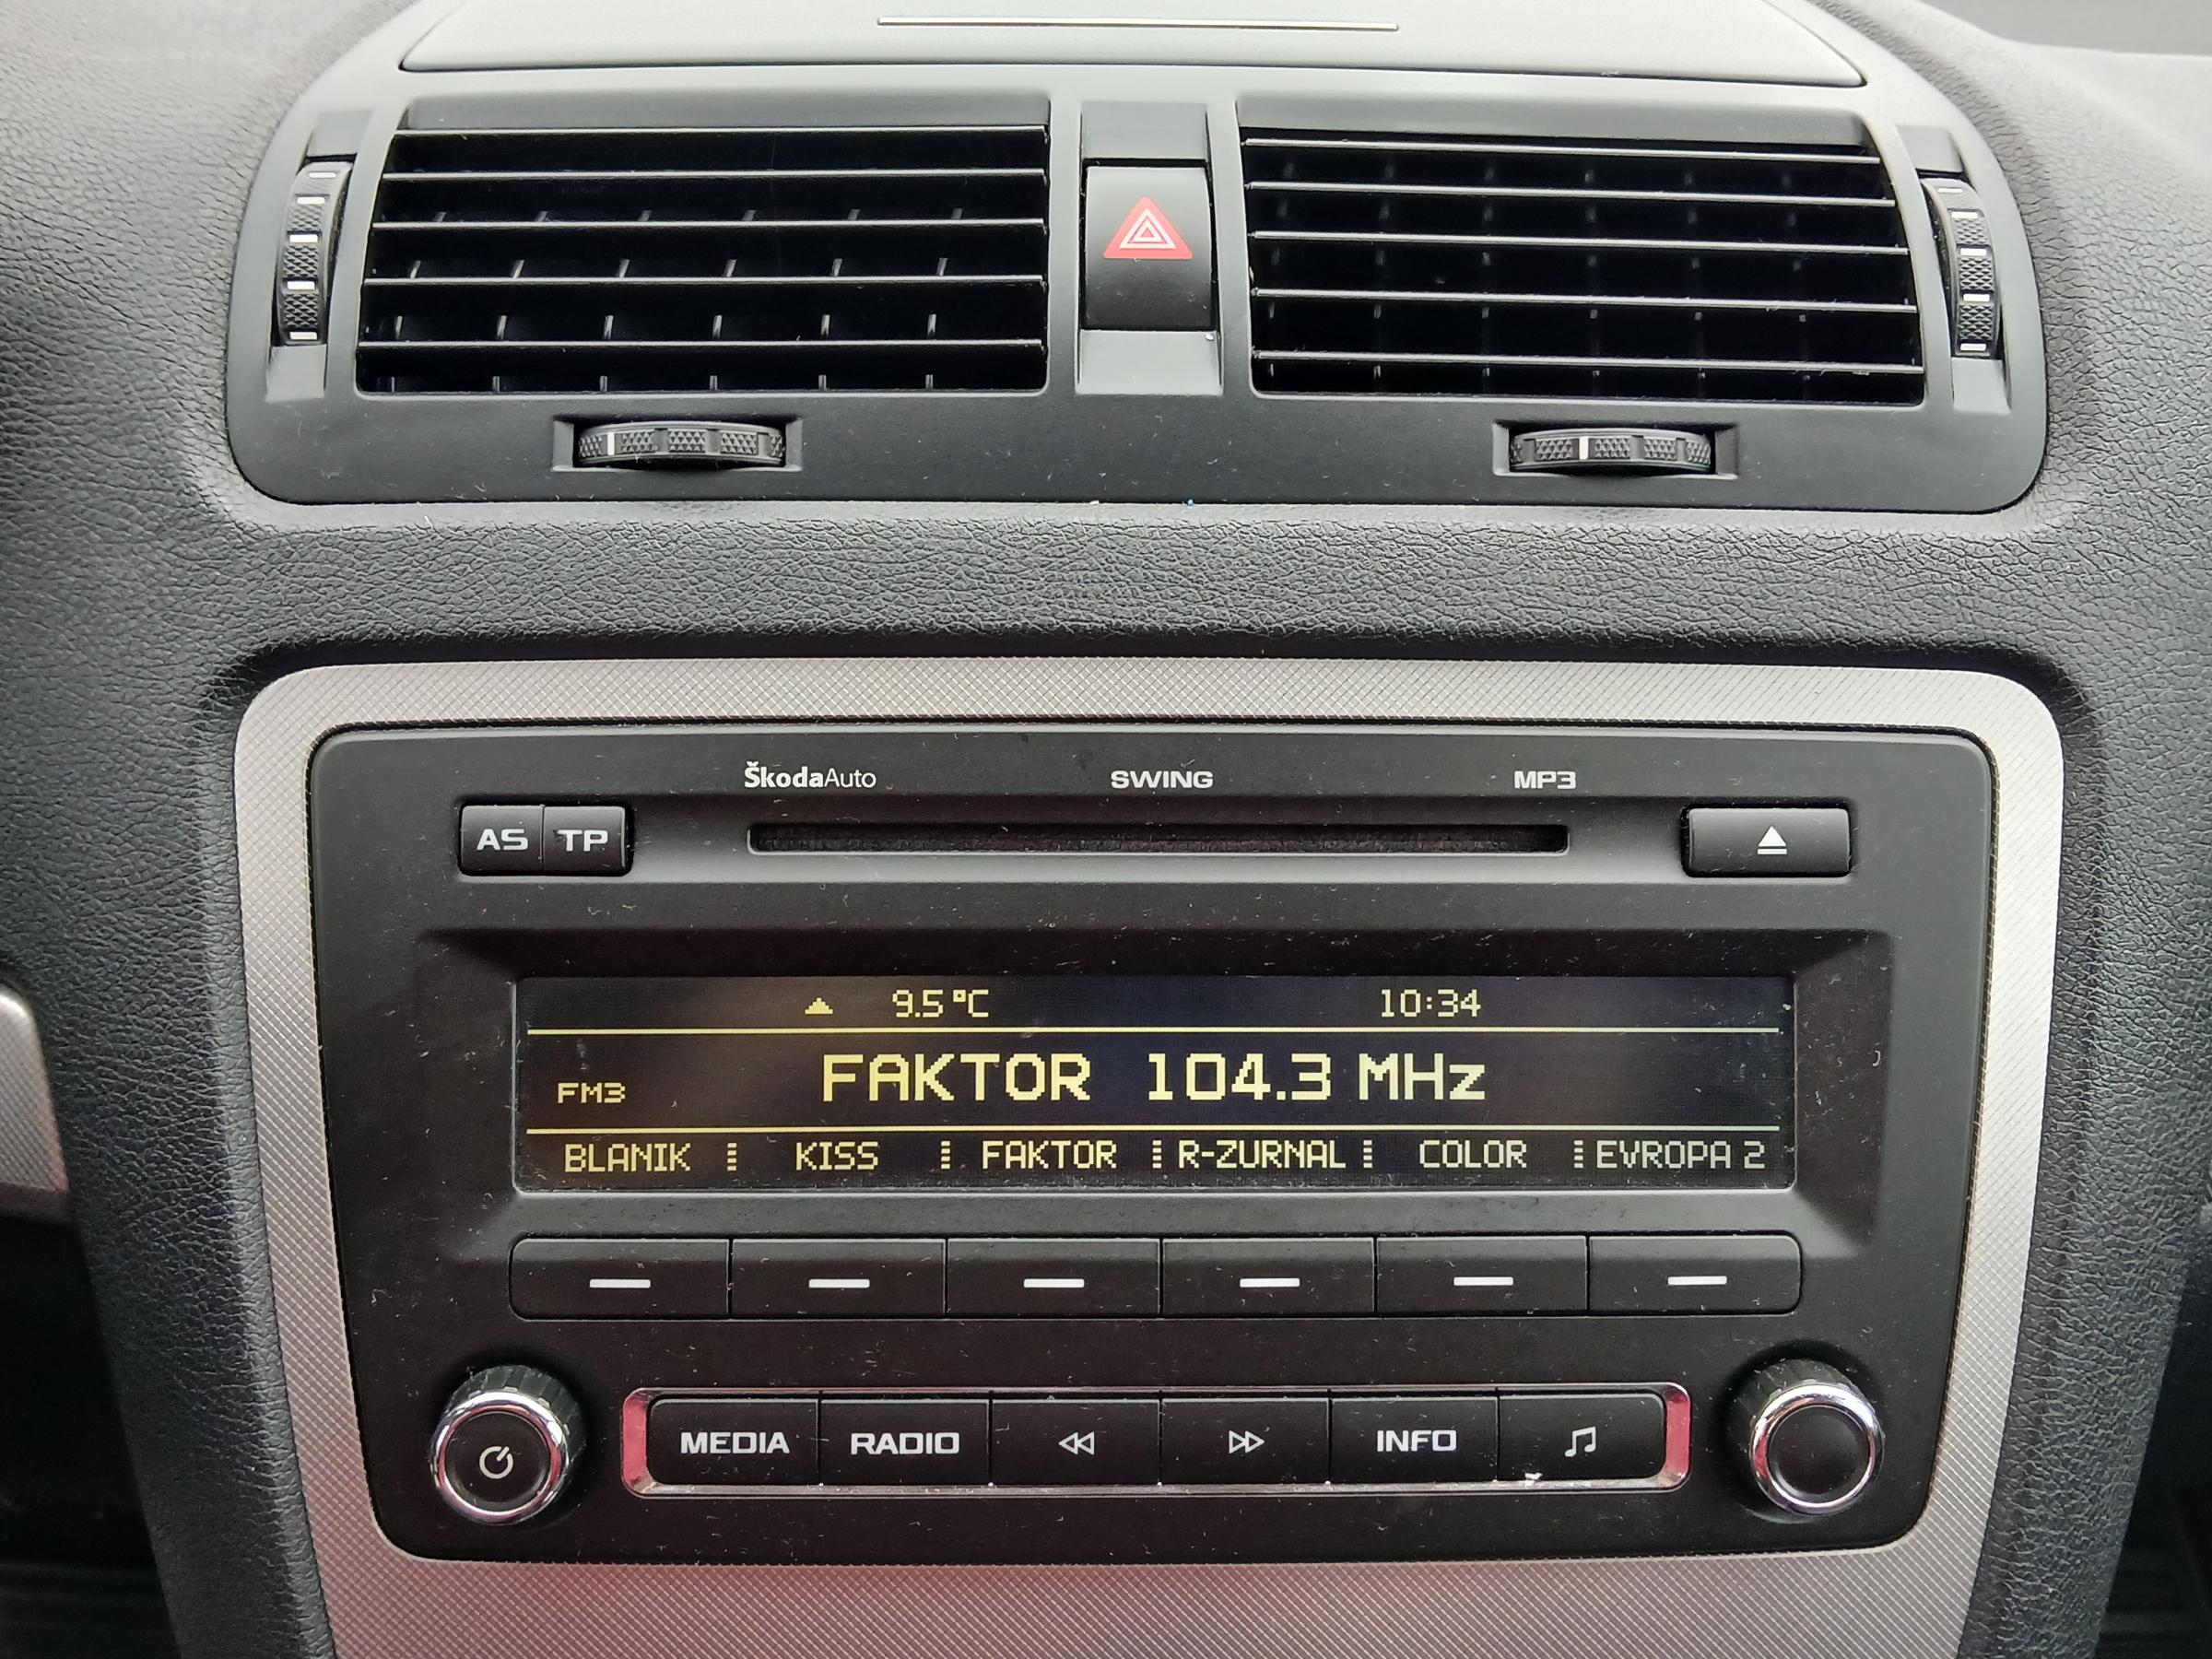 ŠkodaAuto SWING MP3
AS TP
9.5°C 10:34
FM3 FAKTOR 104.3 MHz
BLANIK KISS FAKTOR R-ZURNAL COLOR EVROPA 2
MEDIA RADIO INFO